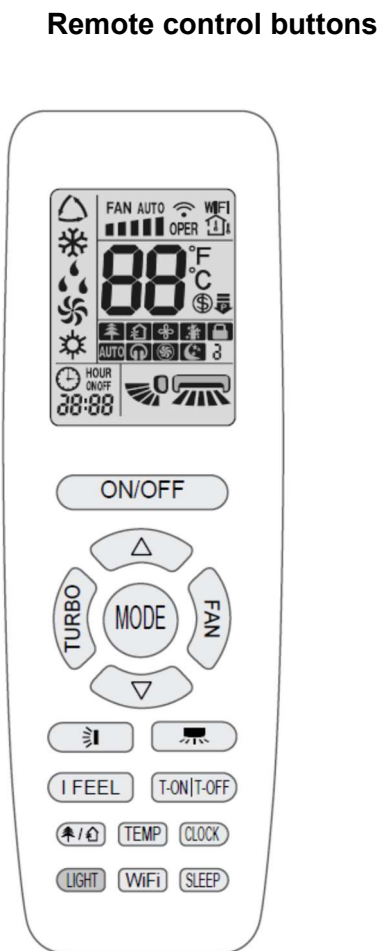 Remote control buttons
FAN AUTO WIFI
OPER
88 °F
°C
AUTO
HOUR
ON OFF
88:88
ON/OFF
TURBO MODE FAN
I FEEL T-ON|T-OFF
/ TEMP CLOCK
LIGHT WiFi SLEEP